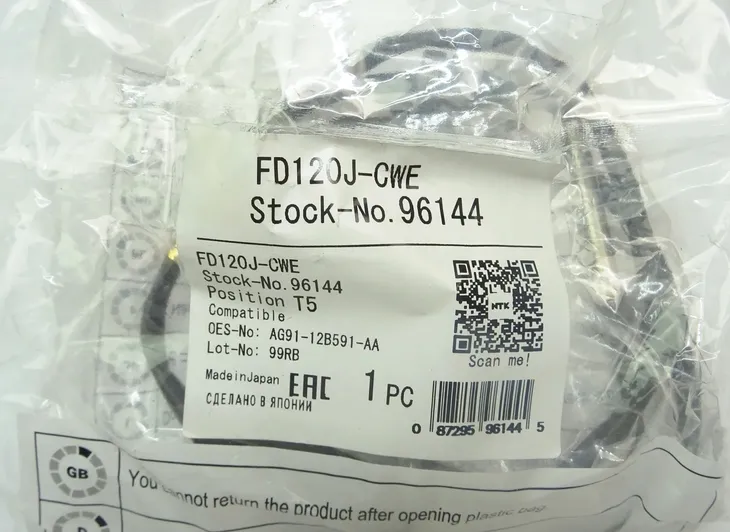 FD120J-CWE
Stock-No.96144
FD120J-CWE
Stock-No.96144
Position T5
Compatible
OES-No: AG91-12B591-AA
Lot-No: 99RB
NTK
Scan me!
MadeinJapan EAC 1 PC
СДЕЛАНО В ЯПОНИИ
0 87295 96144 5
GB
You cannot return the product after opening plastic bag.
D